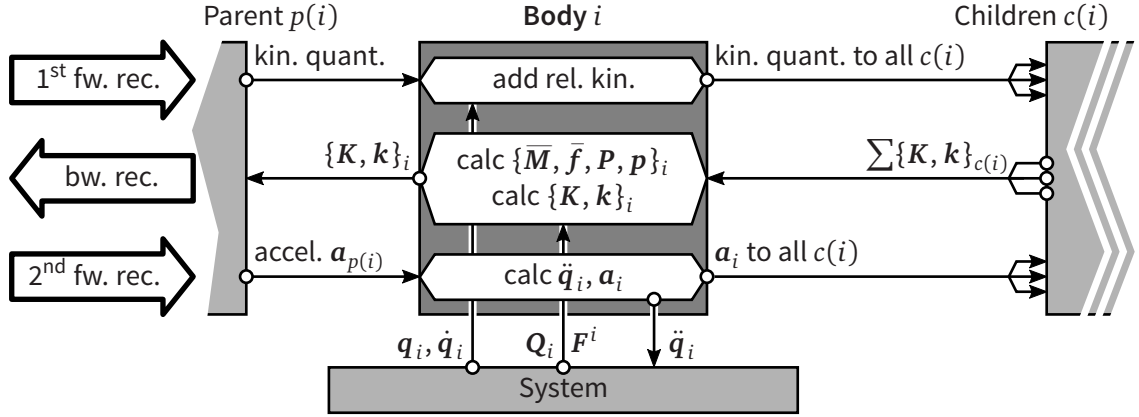 Parent p(i) Body i Children c(i)
1st fw. rec. kin. quant. add rel. kin. kin. quant. to all c(i)
bw. rec. {K, k}i calc {M̅, f̅, P, p}i ∑{K, k}c(i)
calc {K, k}i
2nd fw. rec. accel. ap(i) calc q̈i, ai ai to all c(i)
qi, q̇i Qi Fi q̈i
System